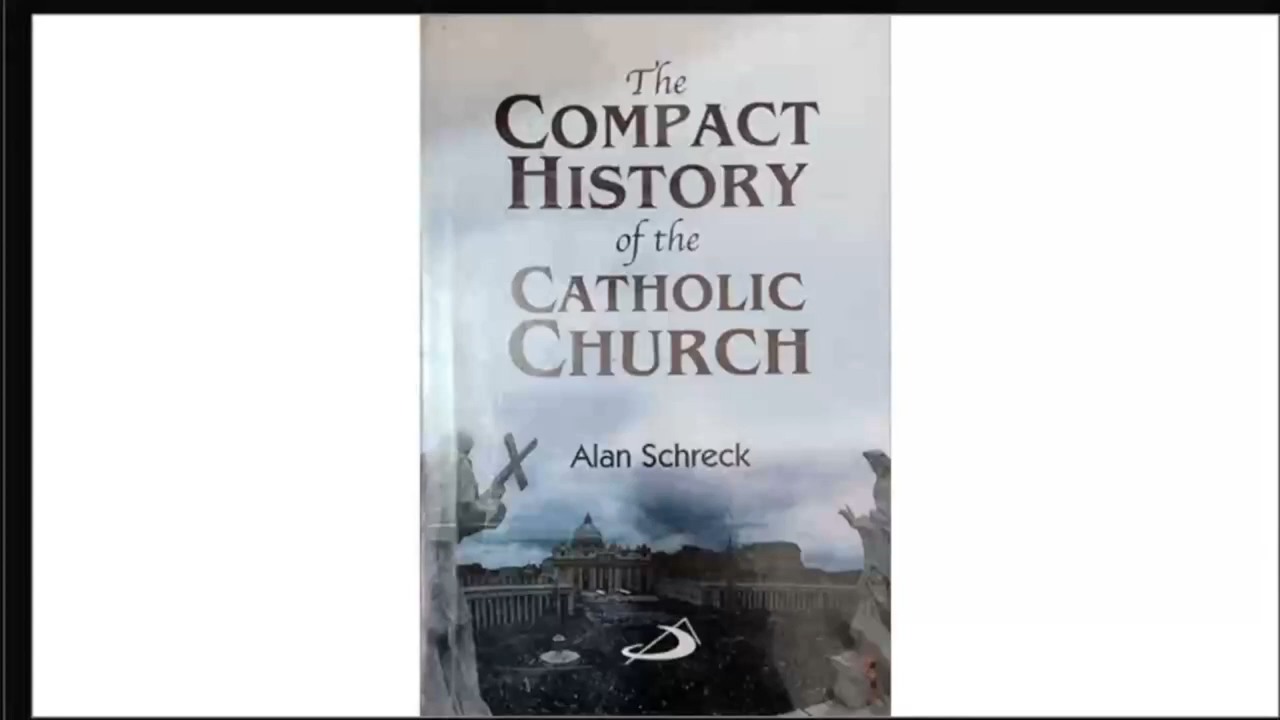 The
COMPACT
HISTORY
of the
CATHOLIC
CHURCH
Alan Schreck